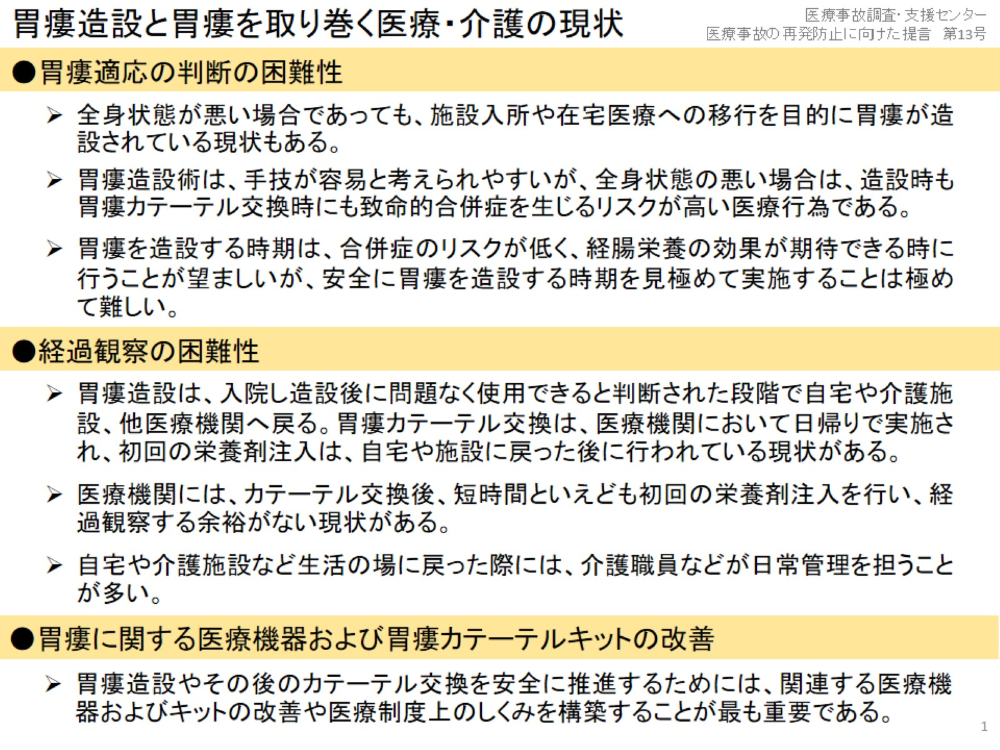 胃瘻造設と胃瘻を取り巻く医療・介護の現状
医療事故調査・支援センター
医療事故の再発防止に向けた提言　第13号
●胃瘻適応の判断の困難性
➢ 全身状態が悪い場合であっても、施設入所や在宅医療への移行を目的に胃瘻が造
設されている現状もある。
➢ 胃瘻造設術は、手技が容易と考えられやすいが、全身状態の悪い場合は、造設時も
胃瘻カテーテル交換時にも致命的合併症を生じるリスクが高い医療行為である。
➢ 胃瘻を造設する時期は、合併症のリスクが低く、経腸栄養の効果が期待できる時に
行うことが望ましいが、安全に胃瘻を造設する時期を見極めて実施することは極め
て難しい。
●経過観察の困難性
➢ 胃瘻造設は、入院し造設後に問題なく使用できると判断された段階で自宅や介護施
設、他医療機関へ戻る。胃瘻カテーテル交換は、医療機関において日帰りで実施さ
れ、初回の栄養剤注入は、自宅や施設に戻った後に行われている現状がある。
➢ 医療機関には、カテーテル交換後、短時間といえども初回の栄養剤注入を行い、経
過観察する余裕がない現状がある。
➢ 自宅や介護施設など生活の場に戻った際には、介護職員などが日常管理を担うこと
が多い。
●胃瘻に関する医療機器および胃瘻カテーテルキットの改善
➢ 胃瘻造設やその後のカテーテル交換を安全に推進するためには、関連する医療機
器およびキットの改善や医療制度上のしくみを構築することが最も重要である。
1